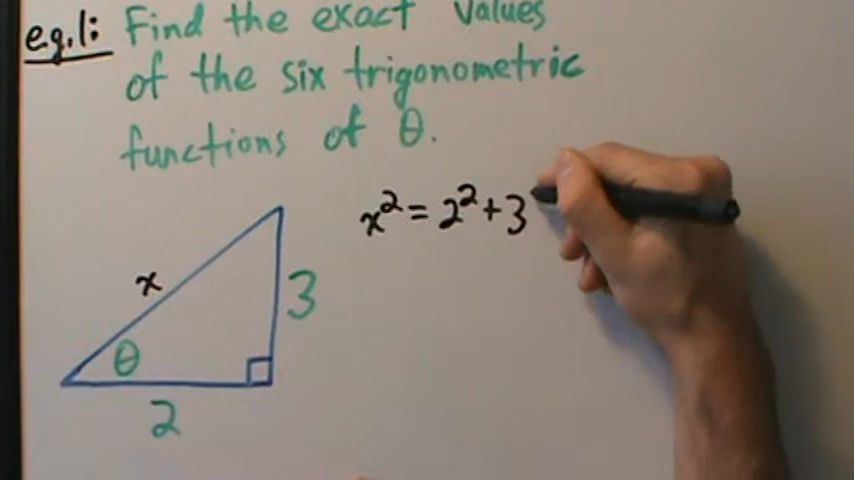 e.g.1: Find the exact values
of the six trigonometric
functions of θ.
x² = 2² + 3
x
3
θ
2